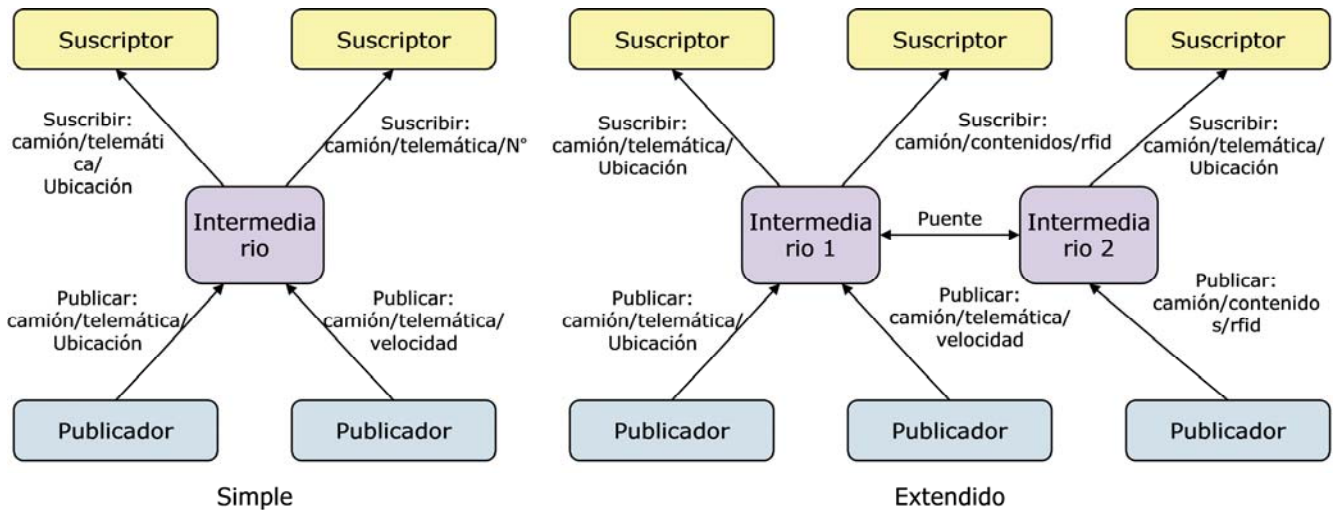 Suscriptor
Suscriptor
Suscribir:
camión/telemáti
ca/
Ubicación
Suscribir:
camión/telemática/N°
Intermedia
rio
Publicar:
camión/telemática/
Ubicación
Publicar:
camión/telemática/
velocidad
Publicador
Publicador
Simple
Suscriptor
Suscriptor
Suscriptor
Suscribir:
camión/telemática/
Ubicación
Suscribir:
camión/contenidos/rfid
Suscribir:
camión/telemática/
Ubicación
Intermedia
rio 1
Puente
Intermedia
rio 2
Publicar:
camión/telemática/
Ubicación
Publicar:
camión/telemática/
velocidad
Publicar:
camión/contenido
s/rfid
Publicador
Publicador
Publicador
Extendido